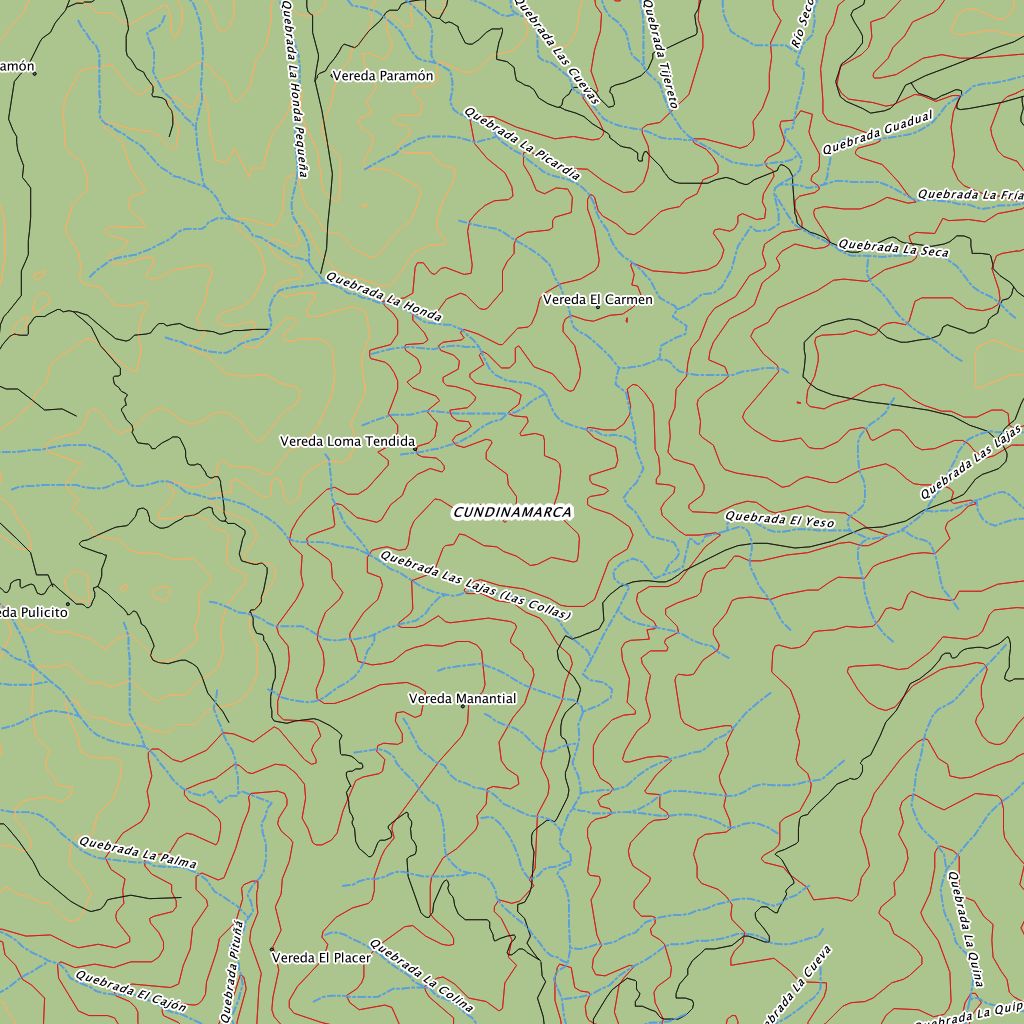 Quebrada La Honda Pequeña
Quebrada Las Cuevas
Quebrada Tijereto
Río Seco
amón
Vereda Paramón
Quebrada La Picardia
Quebrada Guadual
Quebrada La Fría
Quebrada La Seca
Quebrada La Honda
Vereda El Carmen
Vereda Loma Tendida
Quebrada Las Lajas
CUNDINAMARCA
Quebrada El Yeso
Quebrada Las Lajas (Las Collas)
eda Pulicito
Vereda Manantial
Quebrada La Palma
Quebrada Pituñá
Vereda El Placer
Quebrada El Cajón
Quebrada La Colina
ebrada La Cueva
Quebrada La Quina
Quebrada La Quip